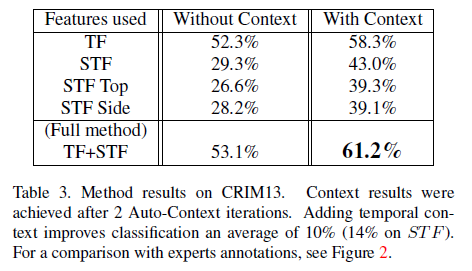 Features used Without Context With Context
TF 52.3% 58.3%
STF 29.3% 43.0%
STF Top 26.6% 39.3%
STF Side 28.2% 39.1%
(Full method)
TF+STF 53.1% 61.2%
Table 3. Method results on CRIM13. Context results were
achieved after 2 Auto-Context iterations. Adding temporal con-
text improves classification an average of 10% (14% on STF).
For a comparison with experts annotations, see Figure 2.